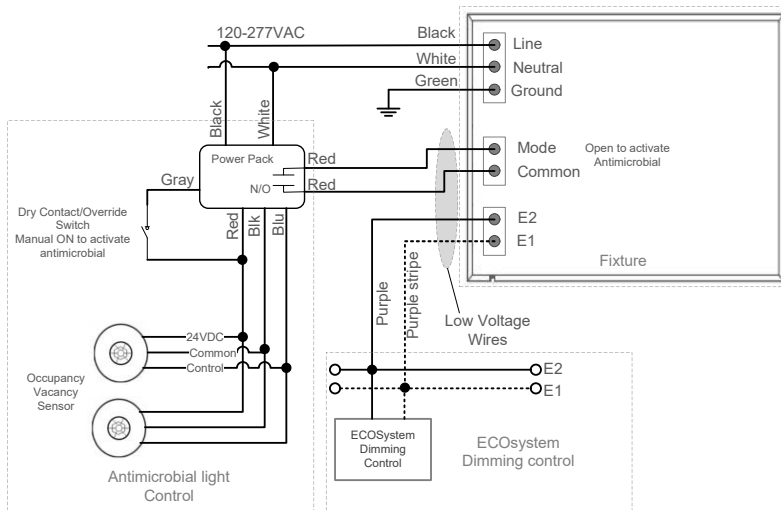 120-277VAC
Black
Line
White
Neutral
Green
Ground
Black
White
Power Pack
N/O
Red
Red
Mode
Common
Open to activate
Antimicrobial
Gray
Dry Contact/Override
Switch
Manual ON to activate
antimicrobial
Red
Blk
Blu
E2
E1
Fixture
Purple
Purple stripe
Low Voltage
Wires
24VDC
Common
Control
Occupancy
Vacancy
Sensor
E2
E1
ECOSystem
Dimming
Control
ECOsystem
Dimming control
Antimicrobial light
Control